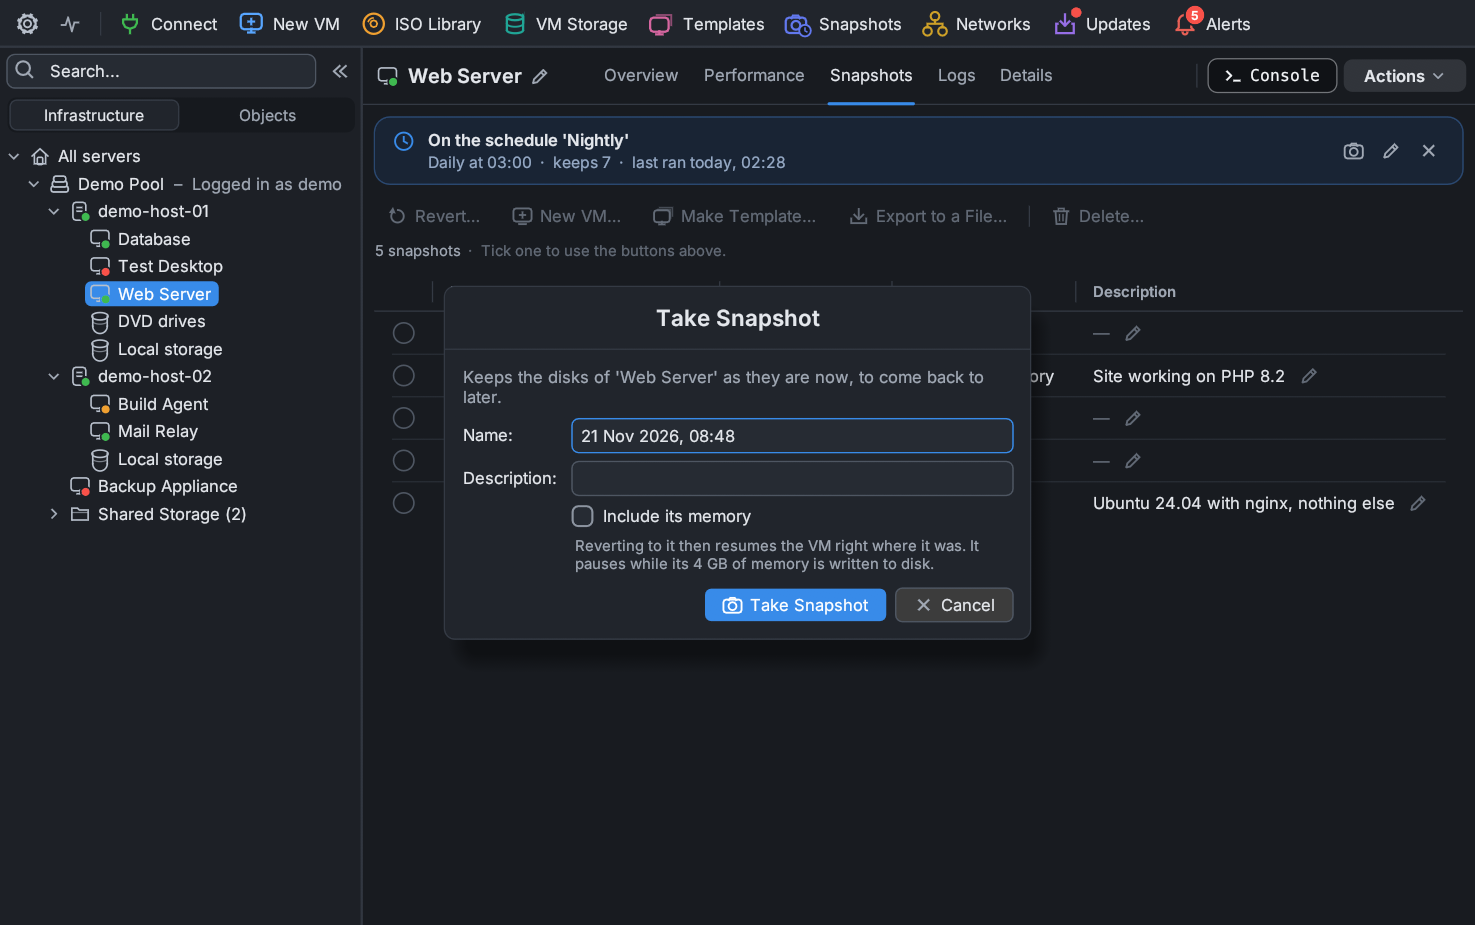 Connect
New VM
ISO Library
VM Storage
Templates
Snapshots
Networks
Updates
5
Alerts
Search...
Infrastructure
Objects
All servers
Demo Pool – Logged in as demo
demo-host-01
Database
Test Desktop
Web Server
DVD drives
Local storage
demo-host-02
Build Agent
Mail Relay
Local storage
Backup Appliance
Shared Storage (2)
Web Server
Overview
Performance
Snapshots
Logs
Details
>_ Console
Actions
On the schedule 'Nightly'
Daily at 03:00 · keeps 7 · last ran today, 02:28
Revert...
New VM...
Make Template...
Export to a File...
Delete...
5 snapshots · Tick one to use the buttons above.
Description
—
ory
Site working on PHP 8.2
—
—
Ubuntu 24.04 with nginx, nothing else
Take Snapshot
Keeps the disks of 'Web Server' as they are now, to come back to
later.
Name:
21 Nov 2026, 08:48
Description:
Include its memory
Reverting to it then resumes the VM right where it was. It
pauses while its 4 GB of memory is written to disk.
Take Snapshot
Cancel